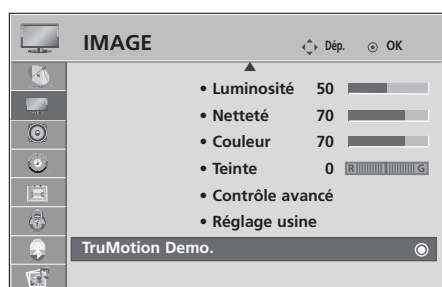 IMAGE Dép. OK
• Luminosité 50
• Netteté 70
• Couleur 70
• Teinte 0 R G
• Contrôle avancé
• Réglage usine
TruMotion Demo.